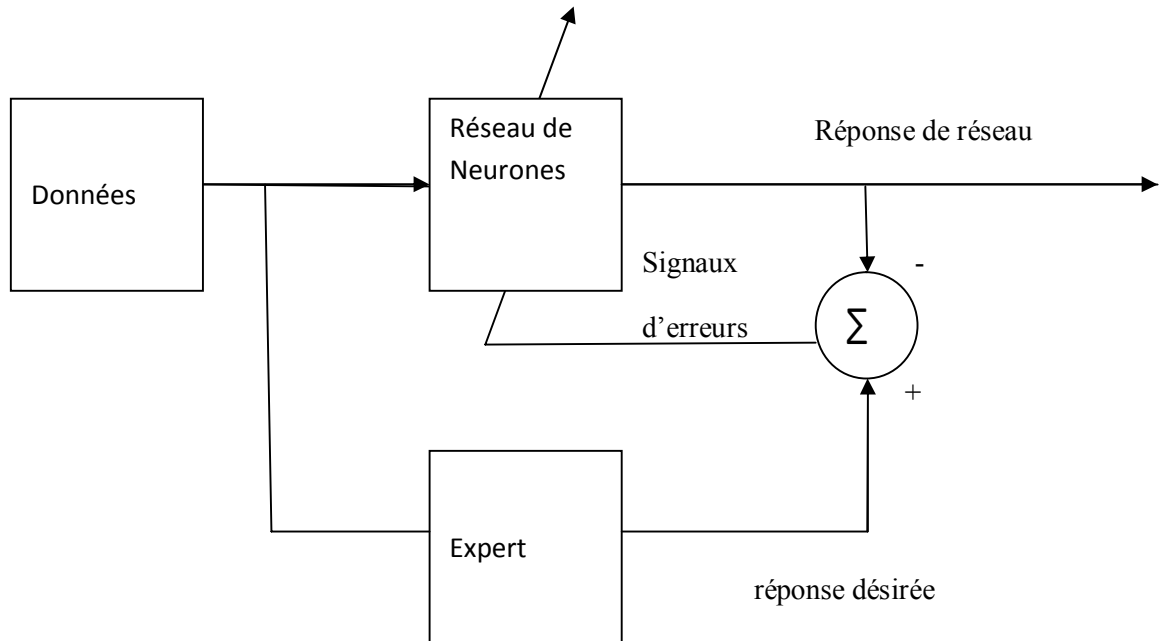 Données
Réseau de
Neurones
Réponse de réseau
Signaux
d’erreurs
-
Σ
+
Expert
réponse désirée